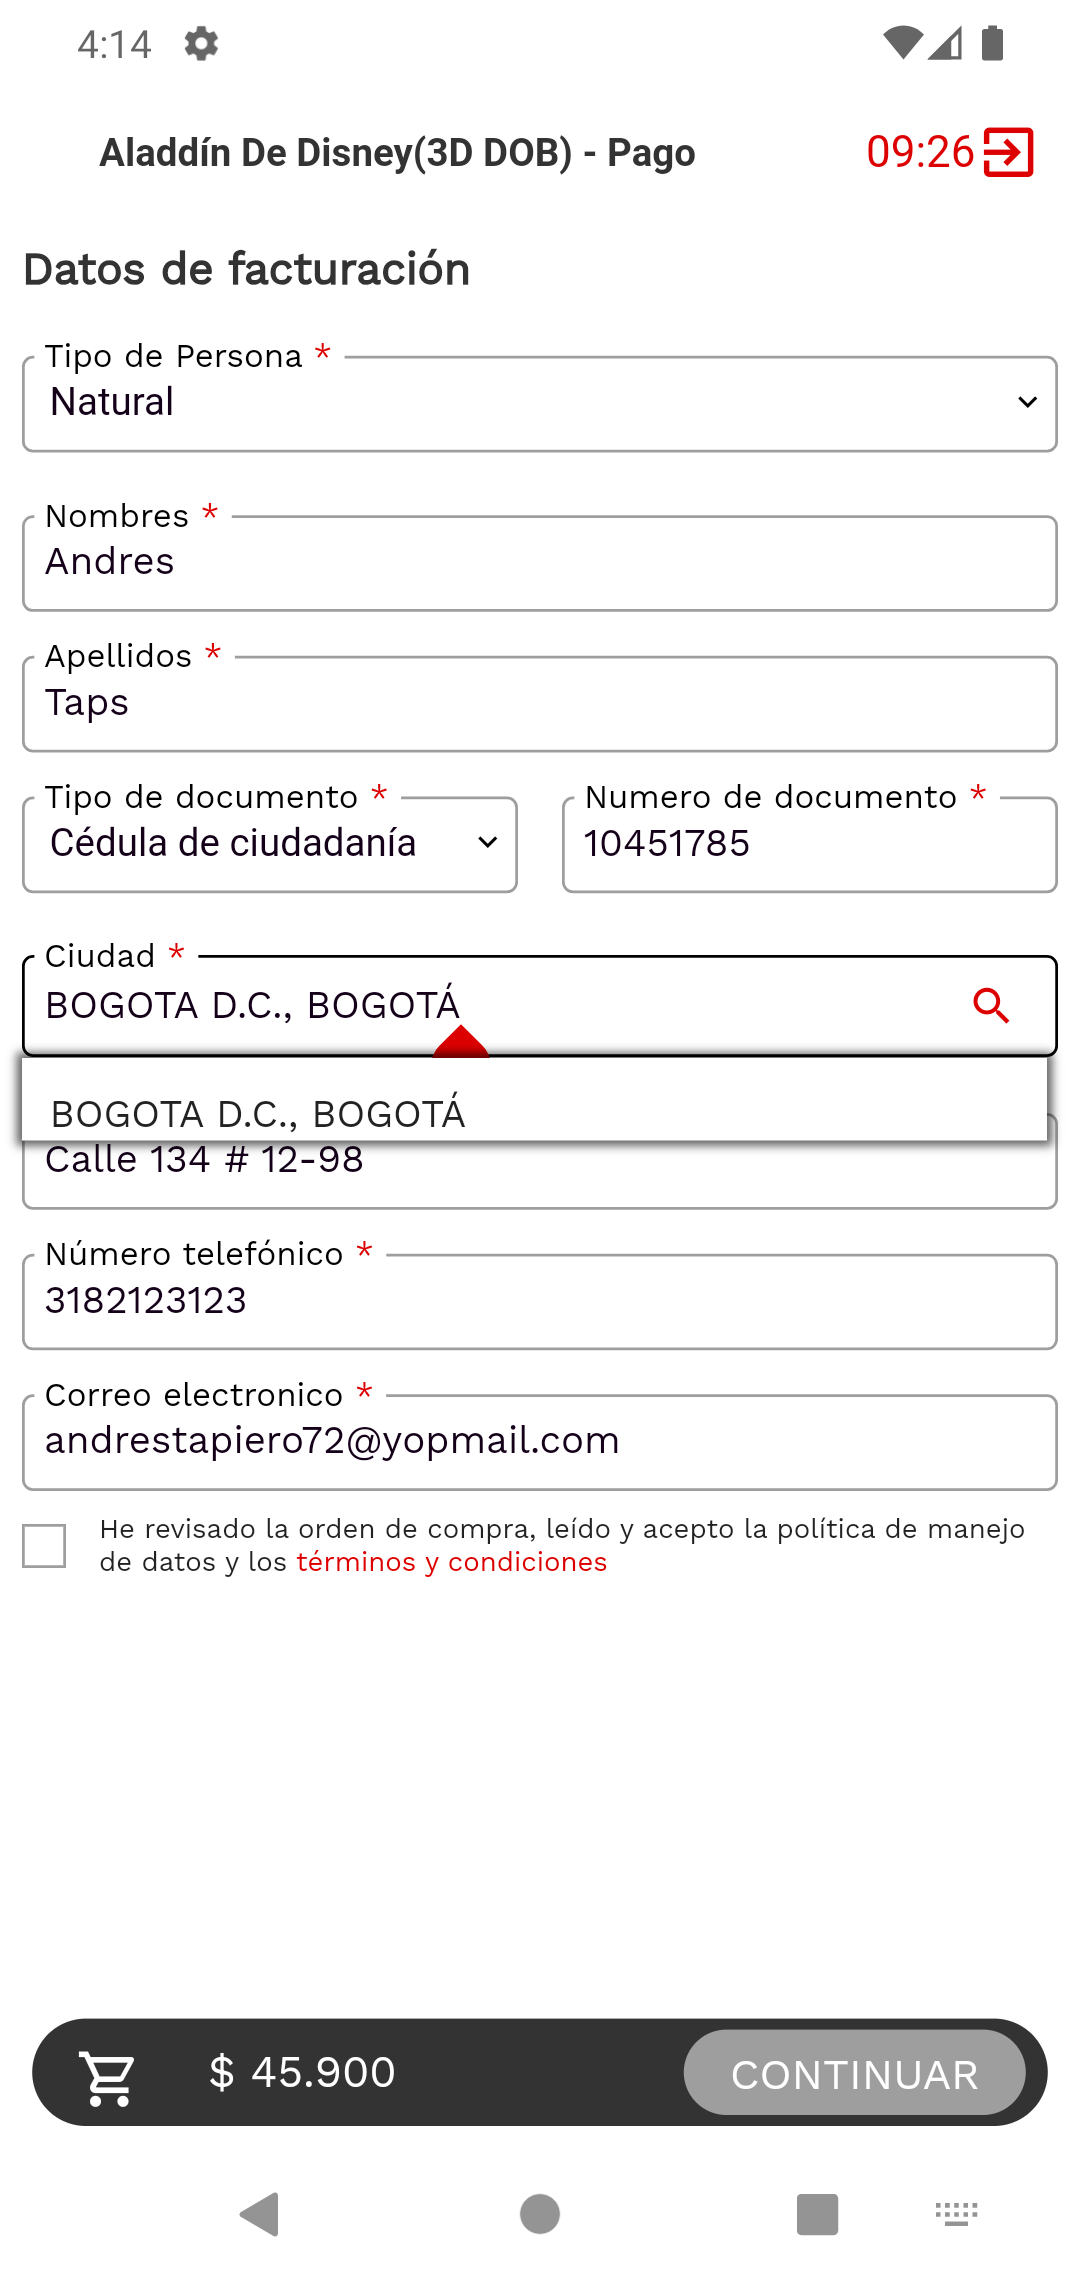 4:14
Aladdín De Disney(3D DOB) - Pago
09:26
Datos de facturación
Tipo de Persona *
Natural
Nombres *
Andres
Apellidos *
Taps
Tipo de documento *
Numero de documento *
Cédula de ciudadanía
10451785
Ciudad *
BOGOTA D.C., BOGOTÁ
BOGOTA D.C., BOGOTÁ
Calle 134 # 12-98
Número telefónico *
3182123123
Correo electronico *
andrestapiero72@yopmail.com
He revisado la orden de compra, leído y acepto la política de manejo
de datos y los términos y condiciones
$ 45.900
CONTINUAR